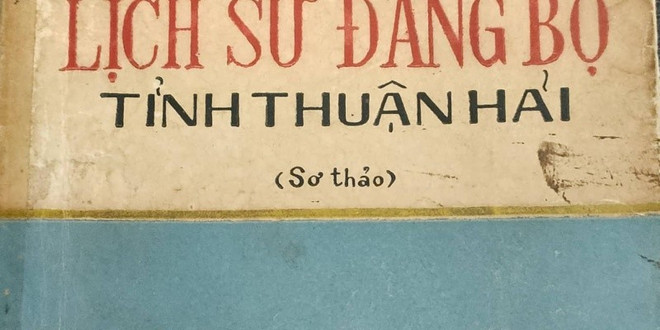 LỊCH SỬ ĐẢNG BỘ
TỈNH THUẬN HẢI
(Sơ thảo)